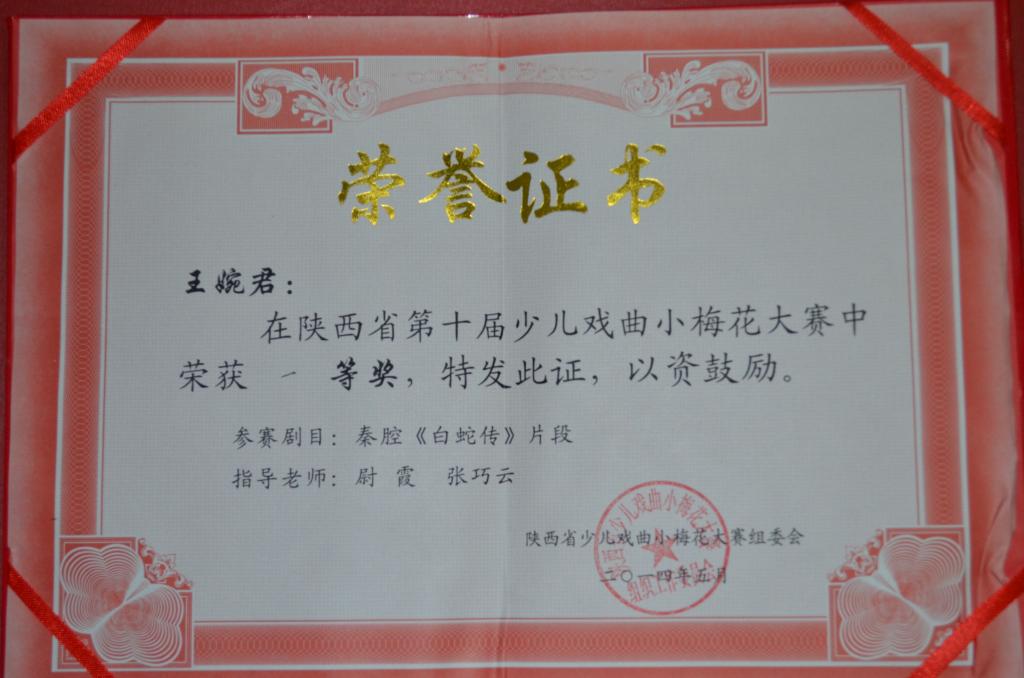 荣誉证书
王婉君：
在陕西省第十届少儿戏曲小梅花大赛中
荣获 一 等奖，特发此证，以资鼓励。
参赛剧目：秦腔《白蛇传》片段
指导老师：尉 霞 张巧云
陕西省少儿戏曲小梅花大赛组委会
二〇一四年五月